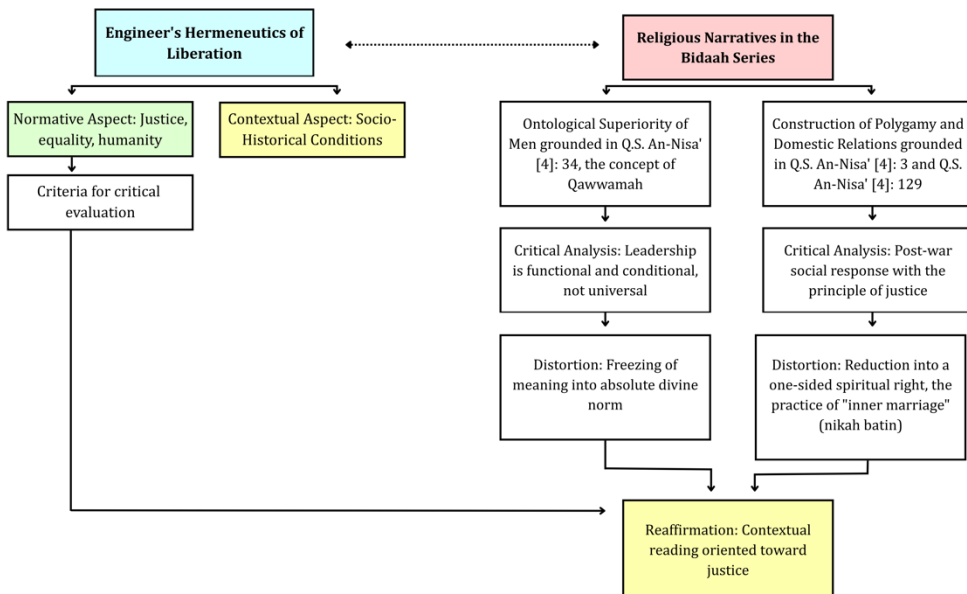 Engineer's Hermeneutics of
Liberation
Religious Narratives in the
Bidaah Series
Normative Aspect: Justice,
equality, humanity
Contextual Aspect: Socio-
Historical Conditions
Ontological Superiority of
Men grounded in Q.S. An-Nisa'
[4]: 34, the concept of
Qawwamah
Construction of Polygamy and
Domestic Relations grounded
in Q.S. An-Nisa' [4]: 3 and Q.S.
An-Nisa' [4]: 129
Criteria for critical
evaluation
Critical Analysis: Leadership
is functional and conditional,
not universal
Critical Analysis: Post-war
social response with the
principle of justice
Distortion: Freezing of
meaning into absolute divine
norm
Distortion: Reduction into a
one-sided spiritual right, the
practice of "inner marriage"
(nikah batin)
Reaffirmation: Contextual
reading oriented toward
justice